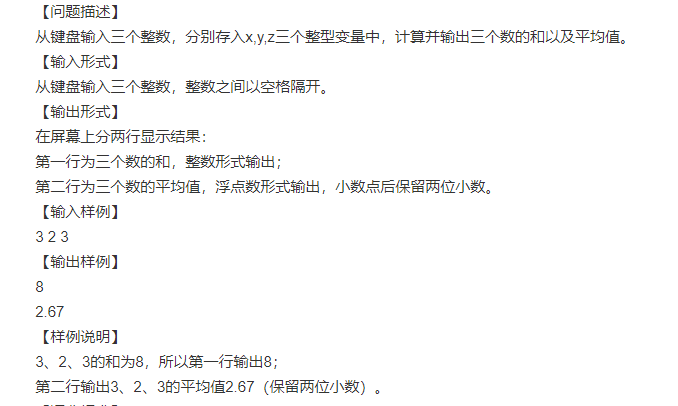 【问题描述】
从键盘输入三个整数，分别存入x,y,z三个整型变量中，计算并输出三个数的和以及平均值。
【输入形式】
从键盘输入三个整数，整数之间以空格隔开。
【输出形式】
在屏幕上分两行显示结果：
第一行为三个数的和，整数形式输出；
第二行为三个数的平均值，浮点数形式输出，小数点后保留两位小数。
【输入样例】
3 2 3
【输出样例】
8
2.67
【样例说明】
3、2、3的和为8，所以第一行输出8；
第二行输出3、2、3的平均值2.67（保留两位小数）。